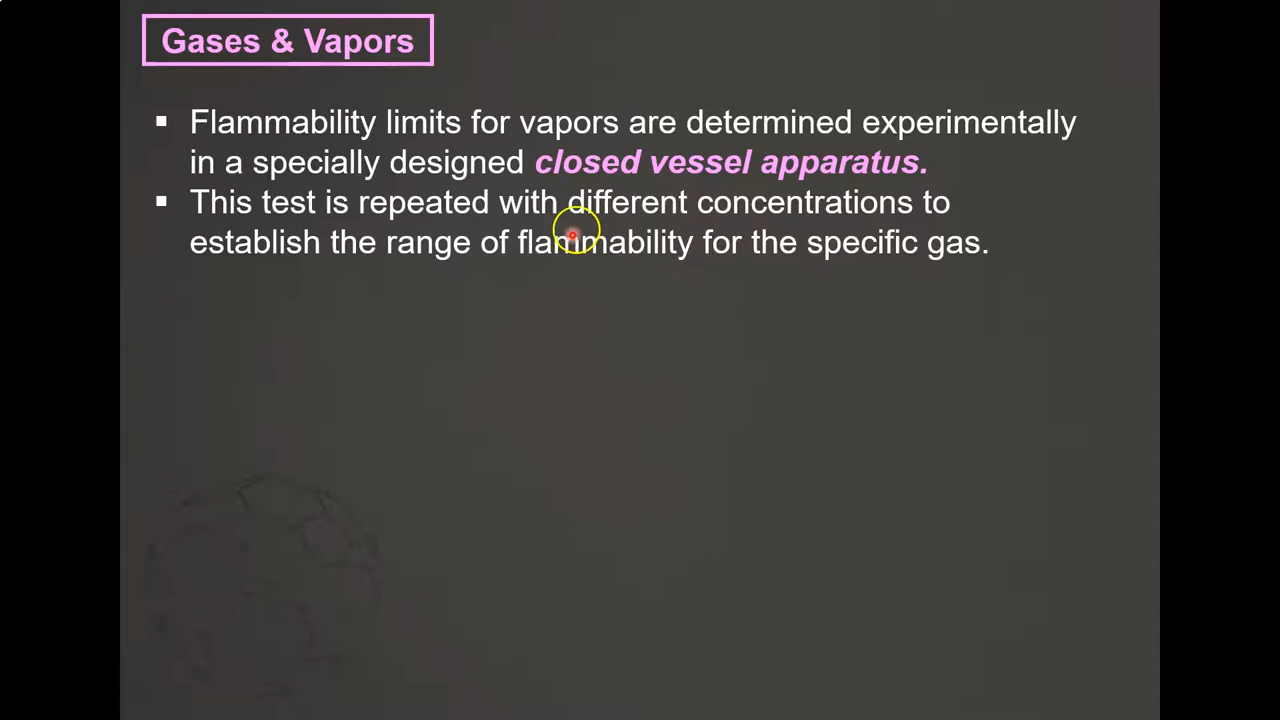 Gases & Vapors
▪ Flammability limits for vapors are determined experimentally
in a specially designed closed vessel apparatus.
▪ This test is repeated with different concentrations to
establish the range of flammability for the specific gas.